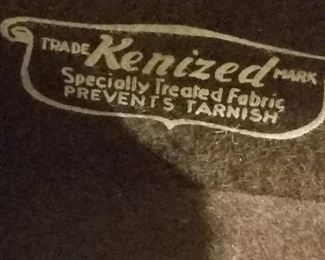 TRADE Kenized MARK
Specially Treated Fabric
PREVENTS TARNISH